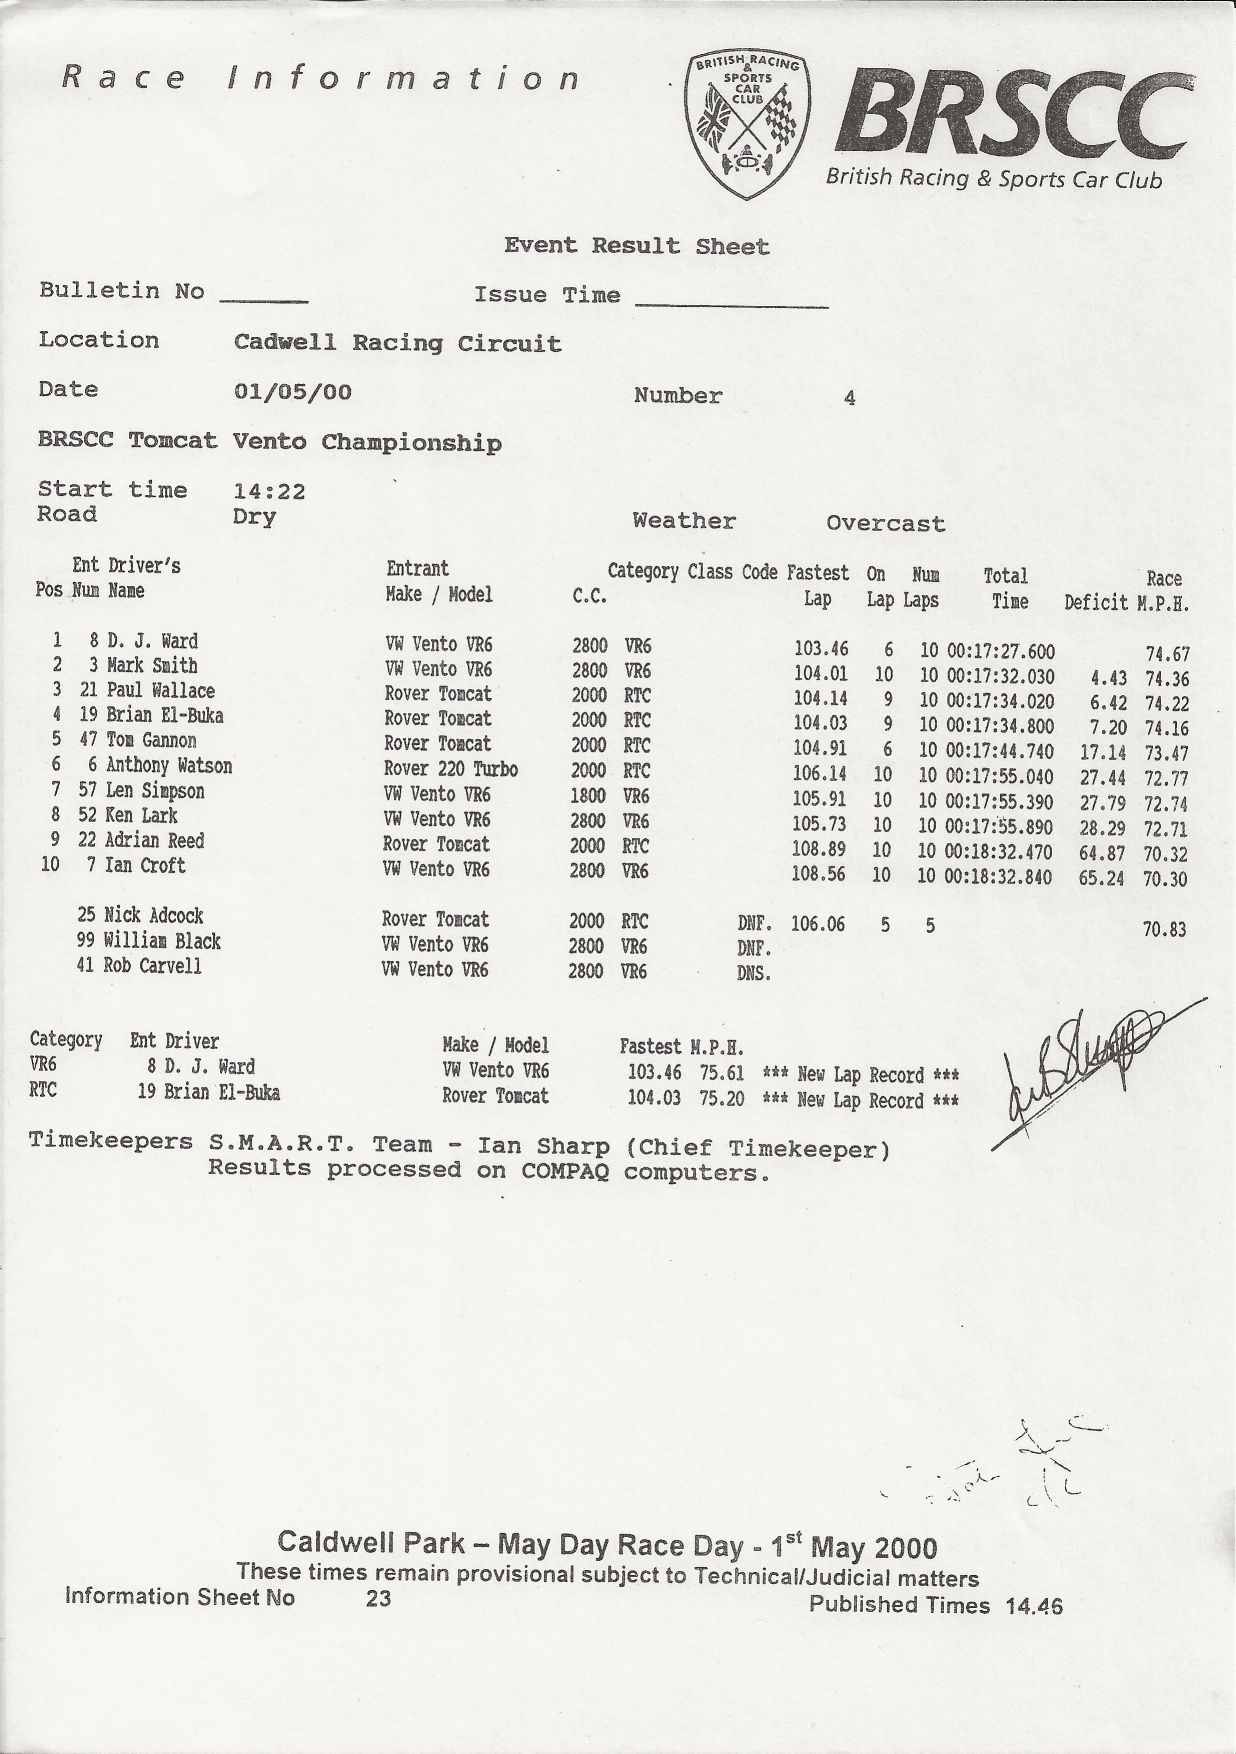 Race Information
BRITISH RACING
&
SPORTS
CAR
CLUB
BRSCC
British Racing & Sports Car Club
Event Result Sheet
Bulletin No ______ Issue Time _____________
Location Cadwell Racing Circuit
Date 01/05/00 Number 4
BRSCC Tomcat Vento Championship
Start time 14:22
Road Dry Weather Overcast
Ent Driver's Entrant Category Class Code Fastest On Num Total Race
Pos Num Name Make / Model C.C. Lap Lap Laps Time Deficit M.P.H.
1 8 D. J. Ward VW Vento VR6 2800 VR6 103.46 6 10 00:17:27.600 74.67
2 3 Mark Smith VW Vento VR6 2800 VR6 104.01 10 10 00:17:32.030 4.43 74.36
3 21 Paul Wallace Rover Tomcat 2000 RTC 104.14 9 10 00:17:34.020 6.42 74.22
4 19 Brian El-Buka Rover Tomcat 2000 RTC 104.03 9 10 00:17:34.800 7.20 74.16
5 47 Tom Gannon Rover Tomcat 2000 RTC 104.91 6 10 00:17:44.740 17.14 73.47
6 6 Anthony Watson Rover 220 Turbo 2000 RTC 106.14 10 10 00:17:55.040 27.44 72.77
7 57 Len Simpson VW Vento VR6 1800 VR6 105.91 10 10 00:17:55.390 27.79 72.74
8 52 Ken Lark VW Vento VR6 2800 VR6 105.73 10 10 00:17:55.890 28.29 72.71
9 22 Adrian Reed Rover Tomcat 2000 RTC 108.89 10 10 00:18:32.470 64.87 70.32
10 7 Ian Croft VW Vento VR6 2800 VR6 108.56 10 10 00:18:32.840 65.24 70.30
25 Nick Adcock Rover Tomcat 2000 RTC DNF. 106.06 5 5 70.83
99 William Black VW Vento VR6 2800 VR6 DNF.
41 Rob Carvell VW Vento VR6 2800 VR6 DNS.
Category Ent Driver Make / Model Fastest M.P.H.
VR6 8 D. J. Ward VW Vento VR6 103.46 75.61 *** New Lap Record ***
RTC 19 Brian El-Buka Rover Tomcat 104.03 75.20 *** New Lap Record ***
Timekeepers S.M.A.R.T. Team - Ian Sharp (Chief Timekeeper)
Results processed on COMPAQ computers.
Caldwell Park – May Day Race Day - 1st May 2000
These times remain provisional subject to Technical/Judicial matters
Information Sheet No 23
Published Times 14.46